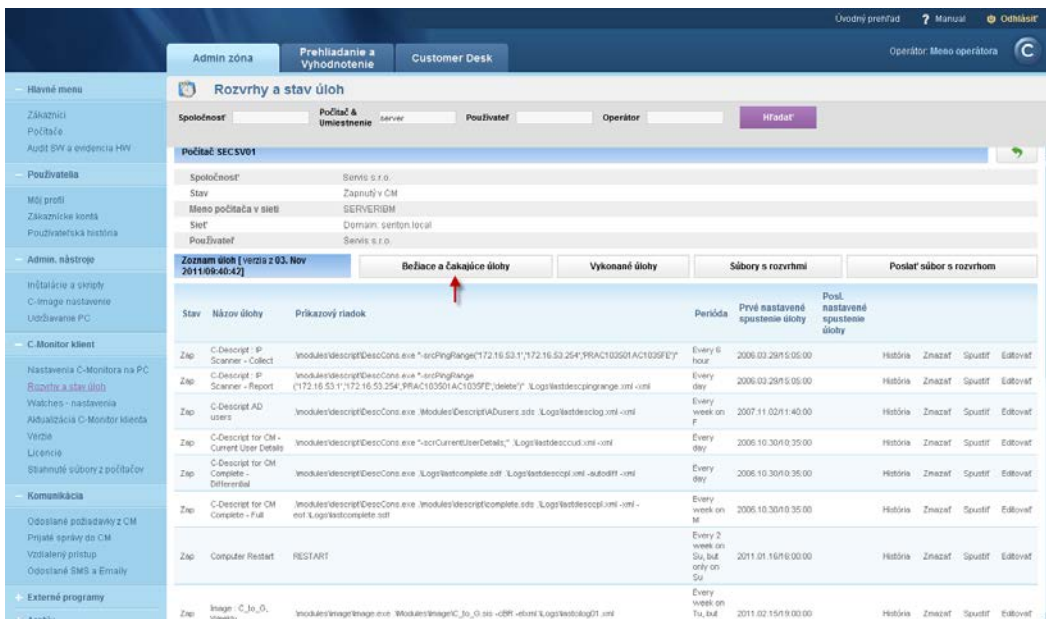 Úvodný prehľad ? Manual Odhlásiť
Admin zóna
Prehliadanie a Vyhodnotenie
Customer Desk
Operátor: Meno operátora
Hlavné menu
Zákazníci
Počítače
Audit SW a evidencia HW
Používatelia
Môj profil
Zákaznícke kontá
Používateľská história
Admin. nástroje
Inštalácie a skripty
C-Image nastavenie
Udržiavanie PC
C-Monitor klient
Nastavenia C-Monitora na PC
Rozvrhy a stav úloh
Watches - nastavenia
Aktualizácia C-Monitor klienta
Verzie
Licencie
Stiahnuté súbory z počítačov
Komunikácia
Odoslané požiadavky z CM
Prijaté správy do CM
Vzdialený prístup
Odoslané SMS a Emaily
Externé programy
Rozvrhy a stav úloh
Spoločnosť Počítač & Umiestnenie server Používateľ Operátor Hľadať
Počítač SECSV01
Spoločnosť Servis s.r.o.
Stav Zapnutý v CM
Meno počítača v sieti SERVERIBM
Sieť Domain: senton.local
Používateľ Servis s.r.o.
Zoznam úloh [ verzia z 03. Nov 2011/09:40:42]
Bežiace a čakajúce úlohy
Vykonané úlohy
Súbory s rozvrhmi
Poslať súbor s rozvrhom
Stav Názov úlohy Príkazový riadok Perióda Prvé nastavené spustenie úlohy Posl. nastavené spustenie úlohy
Zap C-Descript : IP Scanner - Collect Every 6 hour 2006.03.29/15:05:00 História Zmazať Spustiť Editovať
Zap C-Descript : IP Scanner - Report Every day 2006.03.29/15:05:00 História Zmazať Spustiť Editovať
Zap C-Descript AD users Every week on F 2007.11.02/11:40:00 História Zmazať Spustiť Editovať
Zap C-Descript for CM - Current User Details Every day 2006.10.30/10:35:00 História Zmazať Spustiť Editovať
Zap C-Descript for CM Complete - Differential Every day 2006.10.30/10:35:00 História Zmazať Spustiť Editovať
Zap C-Descript for CM Complete - Full Every week on M 2006.10.30/10:35:00 História Zmazať Spustiť Editovať
Zap Computer Restart RESTART Every 2 week on Su, but only on Su 2011.01.16/16:00:00 História Zmazať Spustiť Editovať
Zap Image : C_to_G, Every week on Tu, but 2011.02.15/19:00:00 História Zmazať Spustiť Editovať